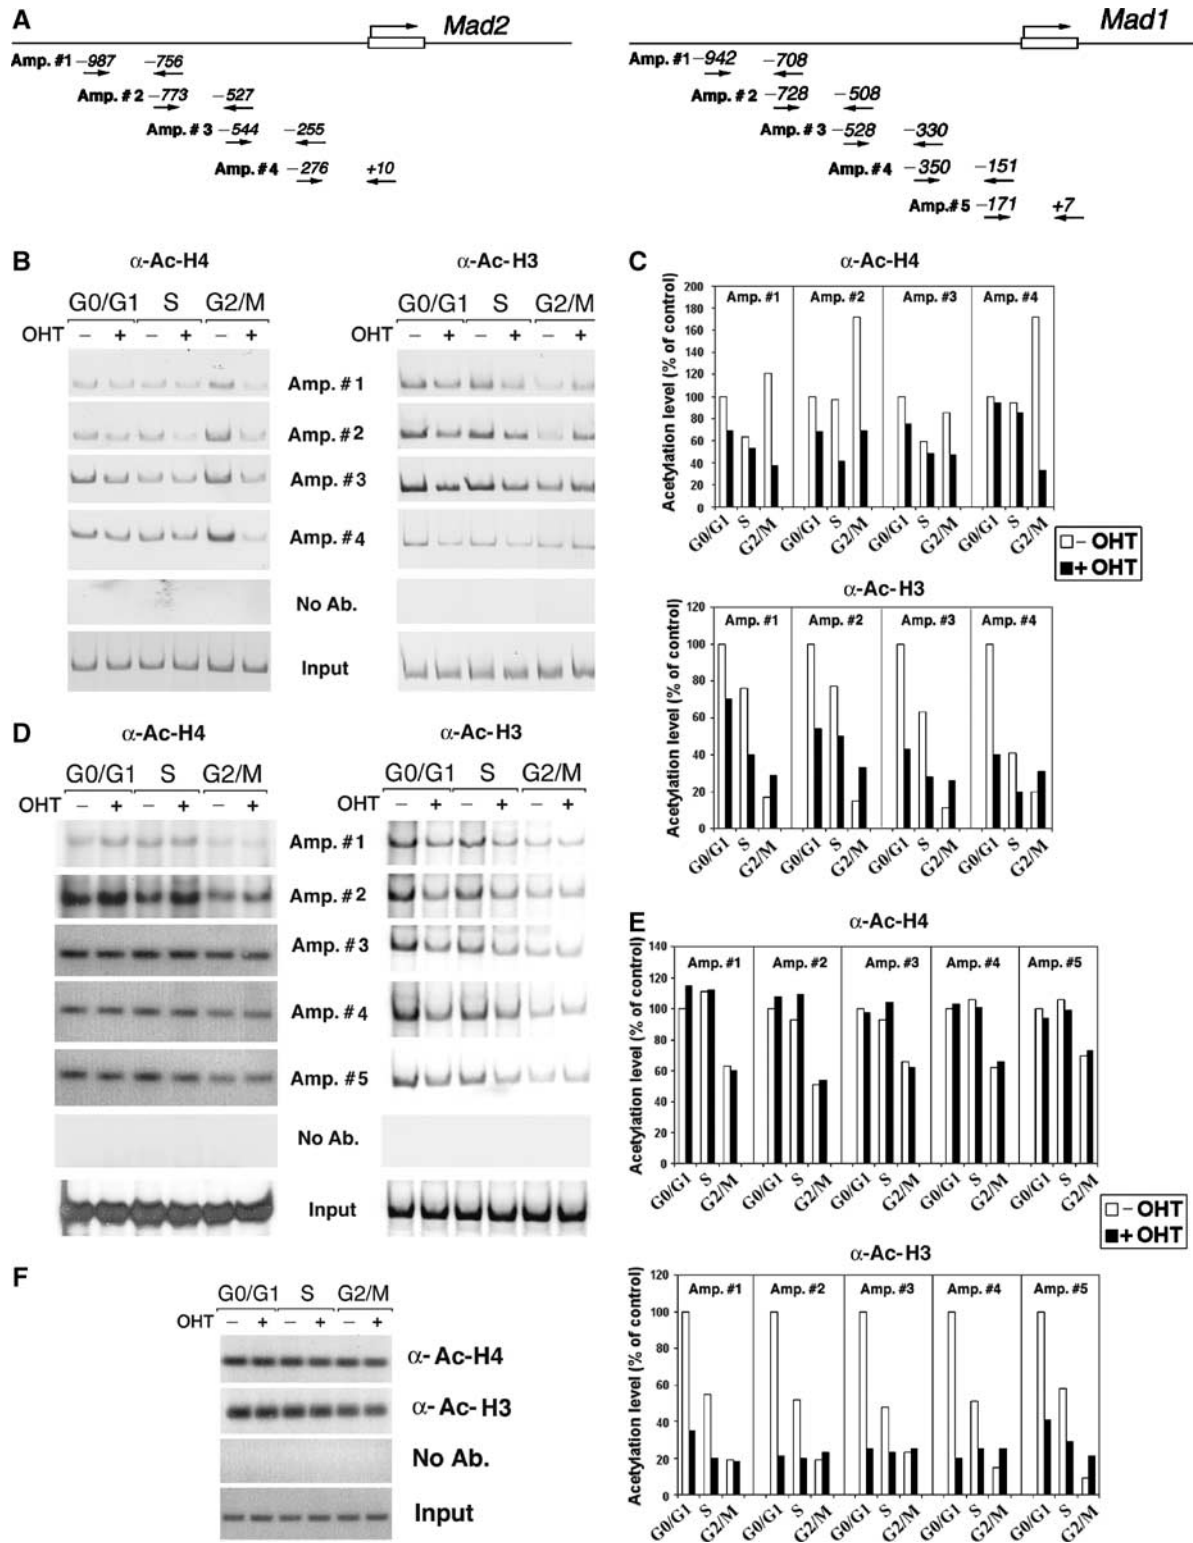 A
Mad2
Amp. #1 −987 −756
Amp. # 2 −773 −527
Amp. # 3 −544 −255
Amp. # 4 −276 +10
Mad1
Amp. #1 −942 −708
Amp. # 2 −728 −508
Amp. # 3 −528 −330
Amp. #4 −350 −151
Amp. # 5 −171 +7
B
α-Ac-H4
α-Ac-H3
G0/G1 S G2/M
G0/G1 S G2/M
OHT − + − + − +
OHT − + − + − +
Amp. # 1
Amp. #2
Amp. #3
Amp. #4
No Ab.
Input
C
α-Ac-H4
Acetylation level (% of control)
200
180
160
140
120
100
80
60
40
20
0
Amp. #1 Amp. #2 Amp. #3 Amp. #4
G0/G1 S G2/M G0/G1 S G2/M G0/G1 S G2/M G0/G1 S G2/M
− OHT
+ OHT
α-Ac-H3
Acetylation level (% of control)
120
100
80
60
40
20
0
Amp. #1 Amp. #2 Amp. #3 Amp. #4
G0/G1 S G2/M G0/G1 S G2/M G0/G1 S G2/M G0/G1 S G2/M
D
α-Ac-H4
α-Ac-H3
G0/G1 S G2/M
G0/G1 S G2/M
OHT − + − + − +
OHT − + − + − +
Amp. #1
Amp. # 2
Amp. # 3
Amp. # 4
Amp. #5
No Ab.
Input
E
α-Ac-H4
Acetylation level (% of control)
140
120
100
80
60
40
20
0
Amp. #1 Amp. #2 Amp. #3 Amp. #4 Amp. #5
G0/G1 S G2/M G0/G1 S G2/M G0/G1 S G2/M G0/G1 S G2/M G0/G1 S G2/M
− OHT
+ OHT
α-Ac-H3
Acetylation level (% of control)
120
100
80
60
40
20
0
Amp. #1 Amp. #2 Amp. #3 Amp. #4 Amp. #5
G0/G1 S G2/M G0/G1 S G2/M G0/G1 S G2/M G0/G1 S G2/M G0/G1 S G2/M
F
G0/G1 S G2/M
OHT − + − + − +
α-Ac-H4
α-Ac-H3
No Ab.
Input